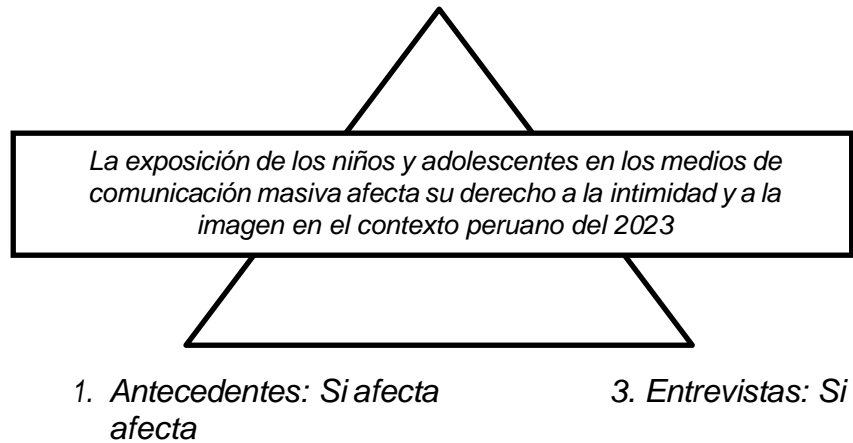 La exposición de los niños y adolescentes en los medios de
comunicación masiva afecta su derecho a la intimidad y a la
imagen en el contexto peruano del 2023
1. Antecedentes: Si afecta 3. Entrevistas: Si
afecta